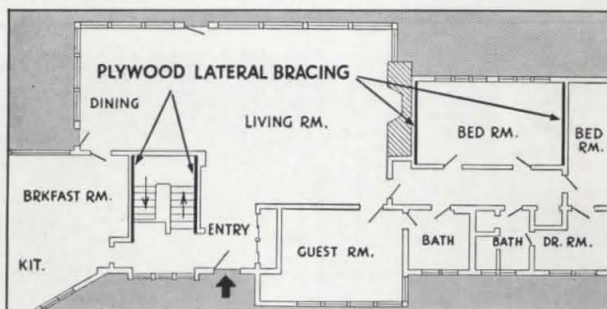 PLYWOOD LATERAL BRACING
DINING
LIVING RM.
BED RM.
BED
RM.
BRKFAST RM.
ENTRY
GUEST RM.
BATH
BATH
DR. RM.
KIT.